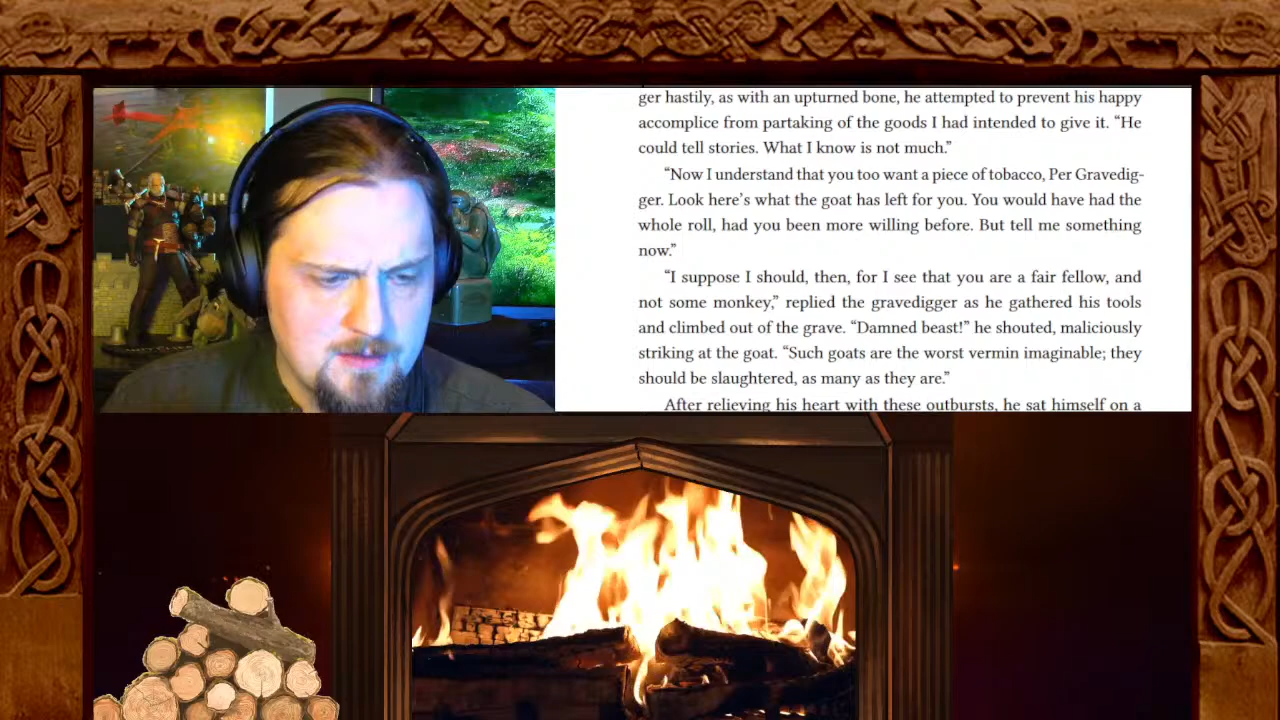 ger hastily, as with an upturned bone, he attempted to prevent his happy
accomplice from partaking of the goods I had intended to give it. “He
could tell stories. What I know is not much.”
“Now I understand that you too want a piece of tobacco, Per Gravedig-
ger. Look here’s what the goat has left for you. You would have had the
whole roll, had you been more willing before. But tell me something
now.”
“I suppose I should, then, for I see that you are a fair fellow, and
not some monkey,” replied the gravedigger as he gathered his tools
and climbed out of the grave. “Damned beast!” he shouted, maliciously
striking at the goat. “Such goats are the worst vermin imaginable; they
should be slaughtered, as many as they are.”
After relieving his heart with these outbursts, he sat himself on a